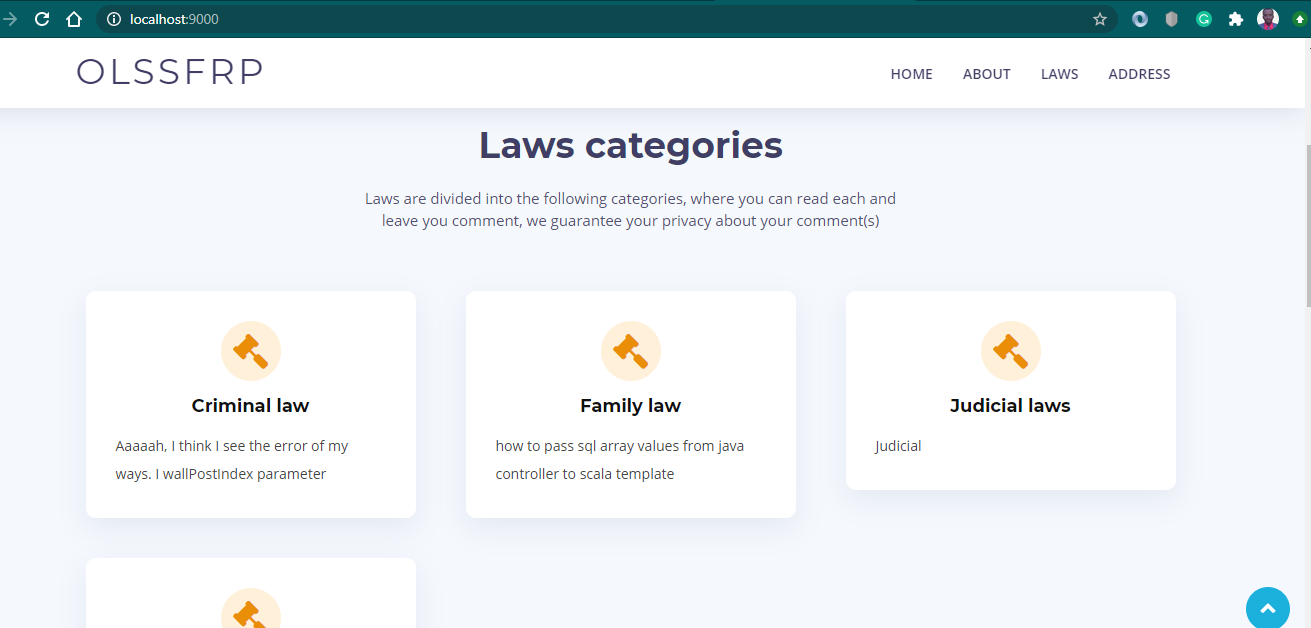 localhost:9000
OLSSFRP
HOME ABOUT LAWS ADDRESS
Laws categories
Laws are divided into the following categories, where you can read each and
leave you comment, we guarantee your privacy about your comment(s)
Criminal law
Aaaaah, I think I see the error of my
ways. I wallPostIndex parameter
Family law
how to pass sql array values from java
controller to scala template
Judicial laws
Judicial